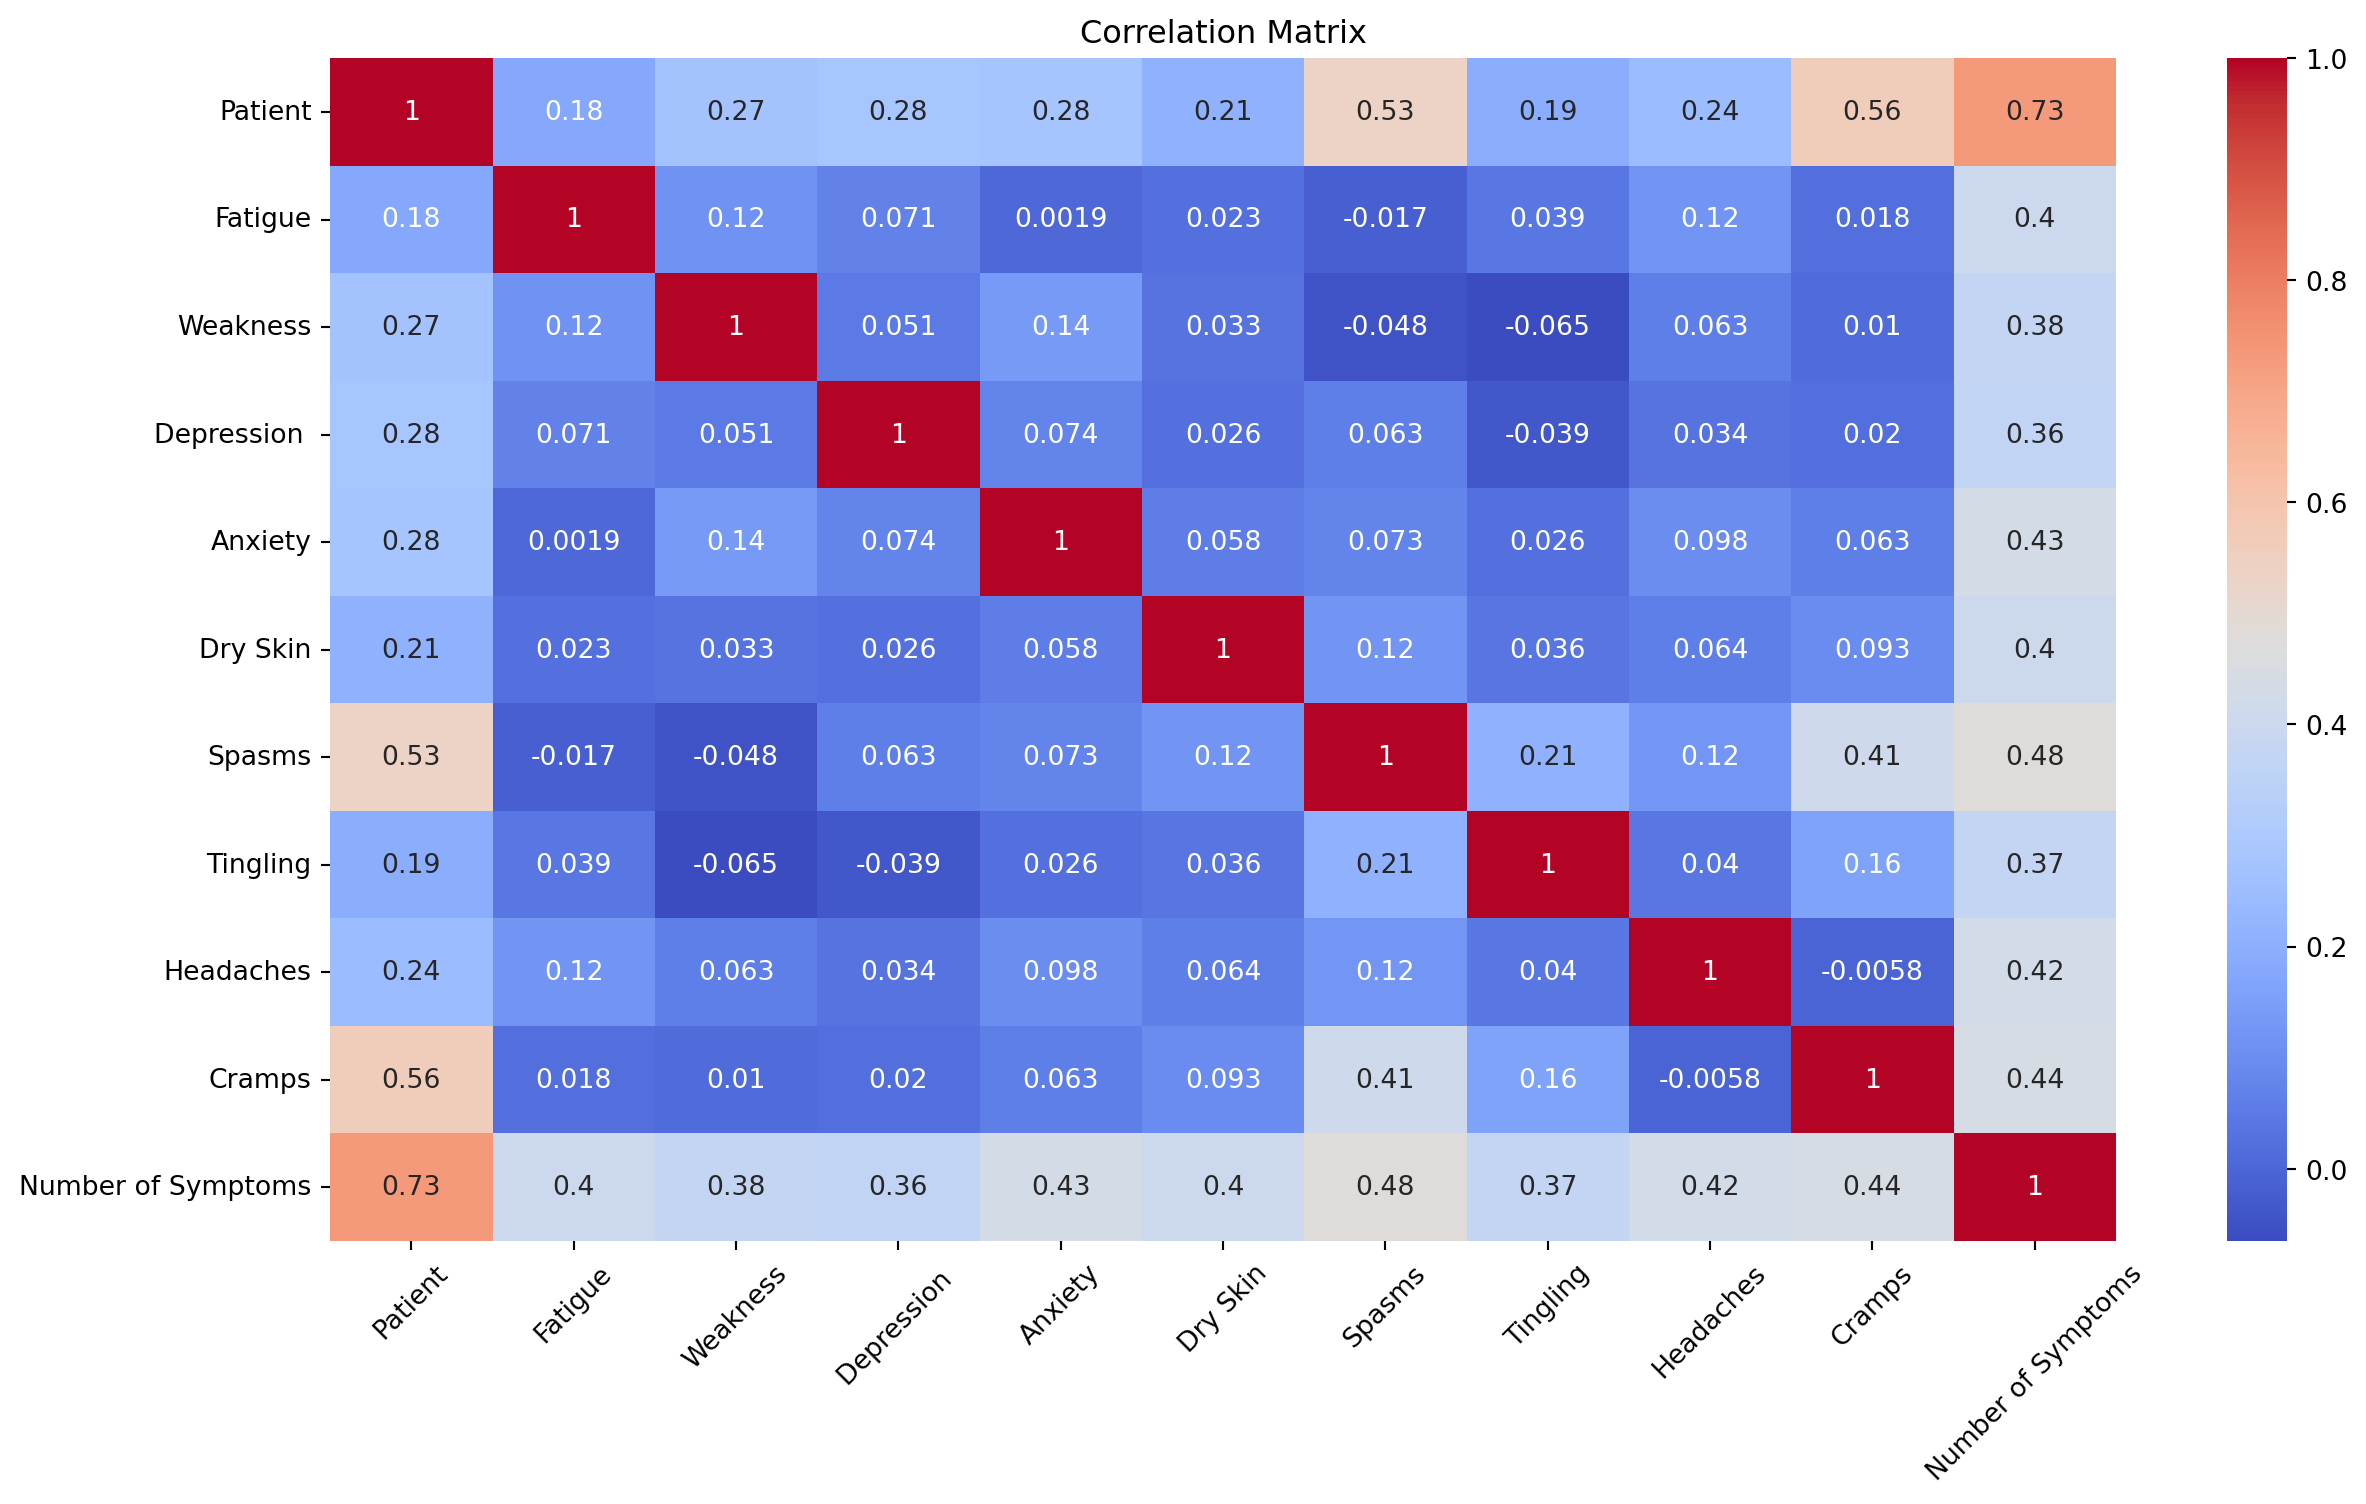 Correlation Matrix
Patient 1 0.18 0.27 0.28 0.28 0.21 0.53 0.19 0.24 0.56 0.73
Fatigue 0.18 1 0.12 0.071 0.0019 0.023 -0.017 0.039 0.12 0.018 0.4
Weakness 0.27 0.12 1 0.051 0.14 0.033 -0.048 -0.065 0.063 0.01 0.38
Depression 0.28 0.071 0.051 1 0.074 0.026 0.063 -0.039 0.034 0.02 0.36
Anxiety 0.28 0.0019 0.14 0.074 1 0.058 0.073 0.026 0.098 0.063 0.43
Dry Skin 0.21 0.023 0.033 0.026 0.058 1 0.12 0.036 0.064 0.093 0.4
Spasms 0.53 -0.017 -0.048 0.063 0.073 0.12 1 0.21 0.12 0.41 0.48
Tingling 0.19 0.039 -0.065 -0.039 0.026 0.036 0.21 1 0.04 0.16 0.37
Headaches 0.24 0.12 0.063 0.034 0.098 0.064 0.12 0.04 1 -0.0058 0.42
Cramps 0.56 0.018 0.01 0.02 0.063 0.093 0.41 0.16 -0.0058 1 0.44
Number of Symptoms 0.73 0.4 0.38 0.36 0.43 0.4 0.48 0.37 0.42 0.44 1
Patient Fatigue Weakness Depression Anxiety Dry Skin Spasms Tingling Headaches Cramps Number of Symptoms
1.0
0.8
0.6
0.4
0.2
0.0